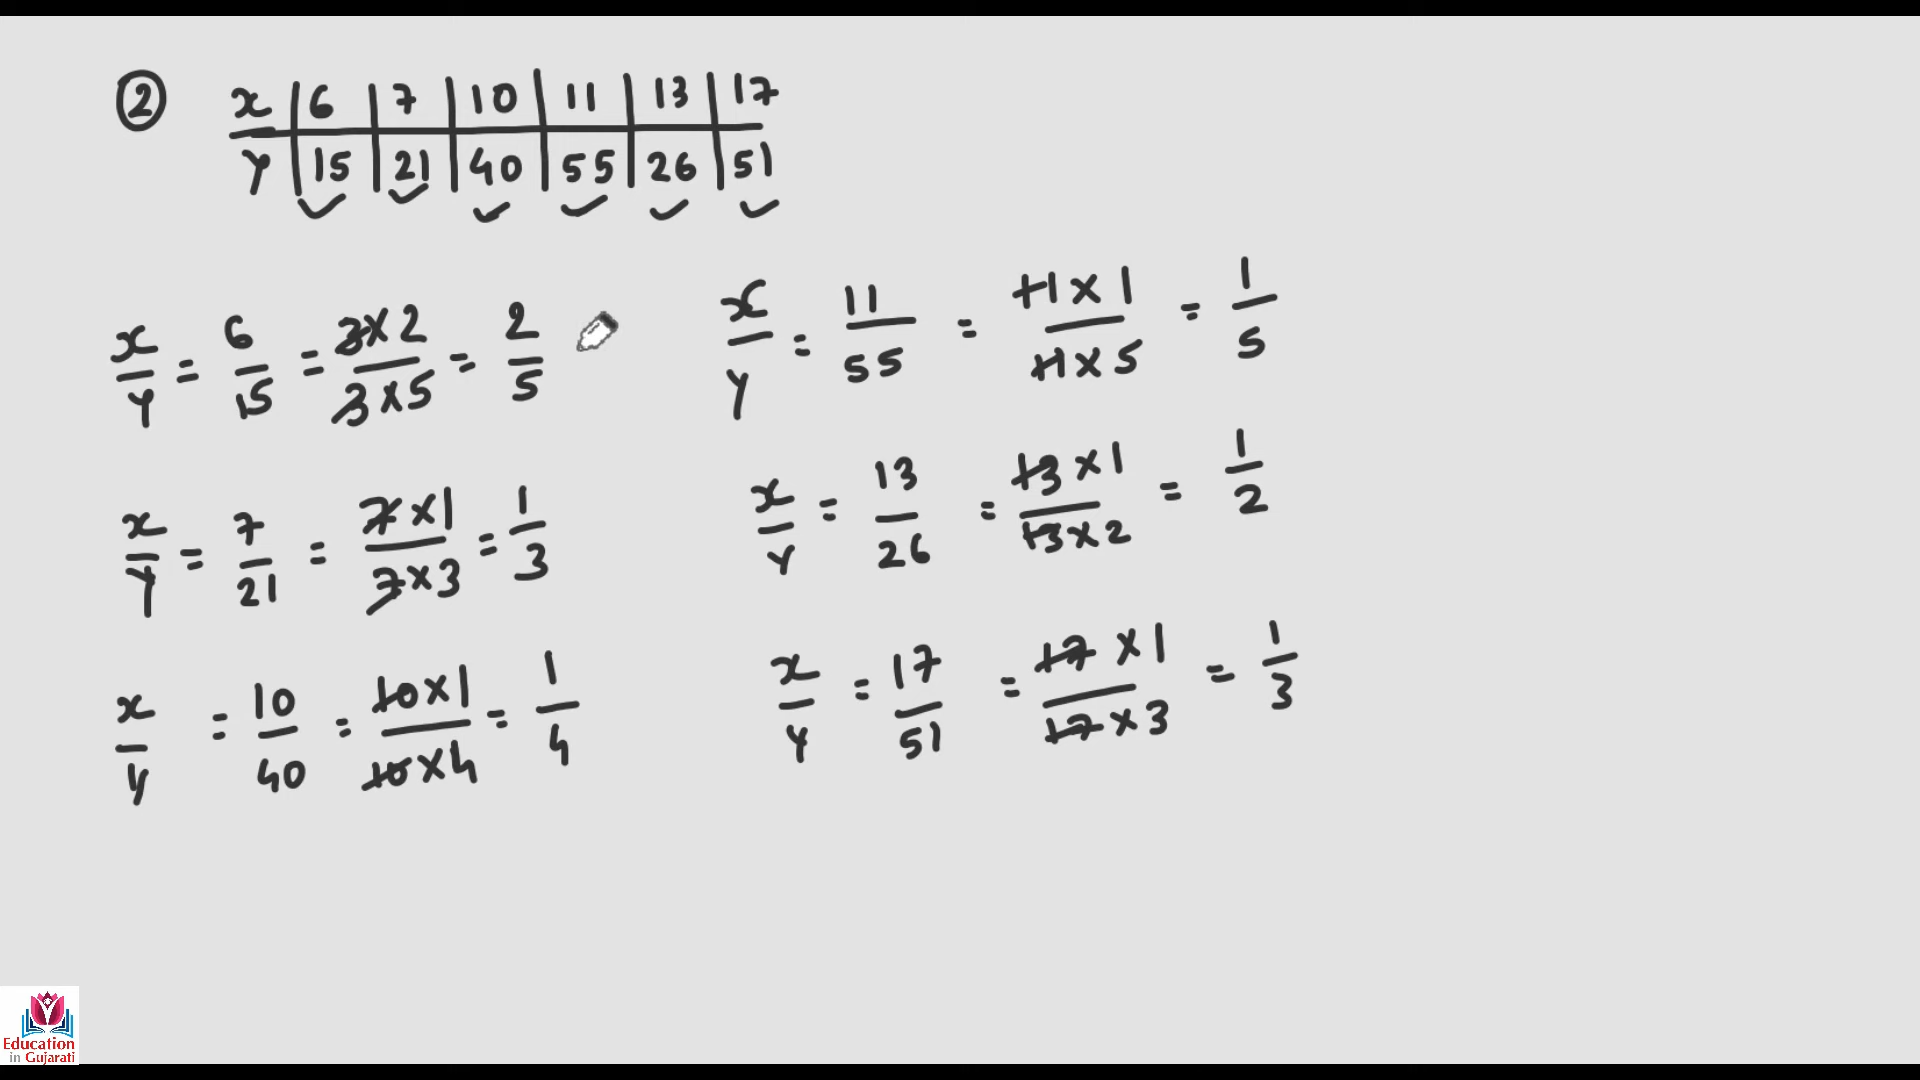 ② x | 6 | 7 | 10 | 11 | 13 | 17
y | 15 | 21 | 40 | 55 | 26 | 51
x/y = 6/15 = 3×2/3×5 = 2/5
x/y = 7/21 = 7×1/7×3 = 1/3
x/y = 10/40 = 10×1/10×4 = 1/4
x/y = 11/55 = 11×1/11×5 = 1/5
x/y = 13/26 = 13×1/13×2 = 1/2
x/y = 17/51 = 17×1/17×3 = 1/3
Education
in Gujarati